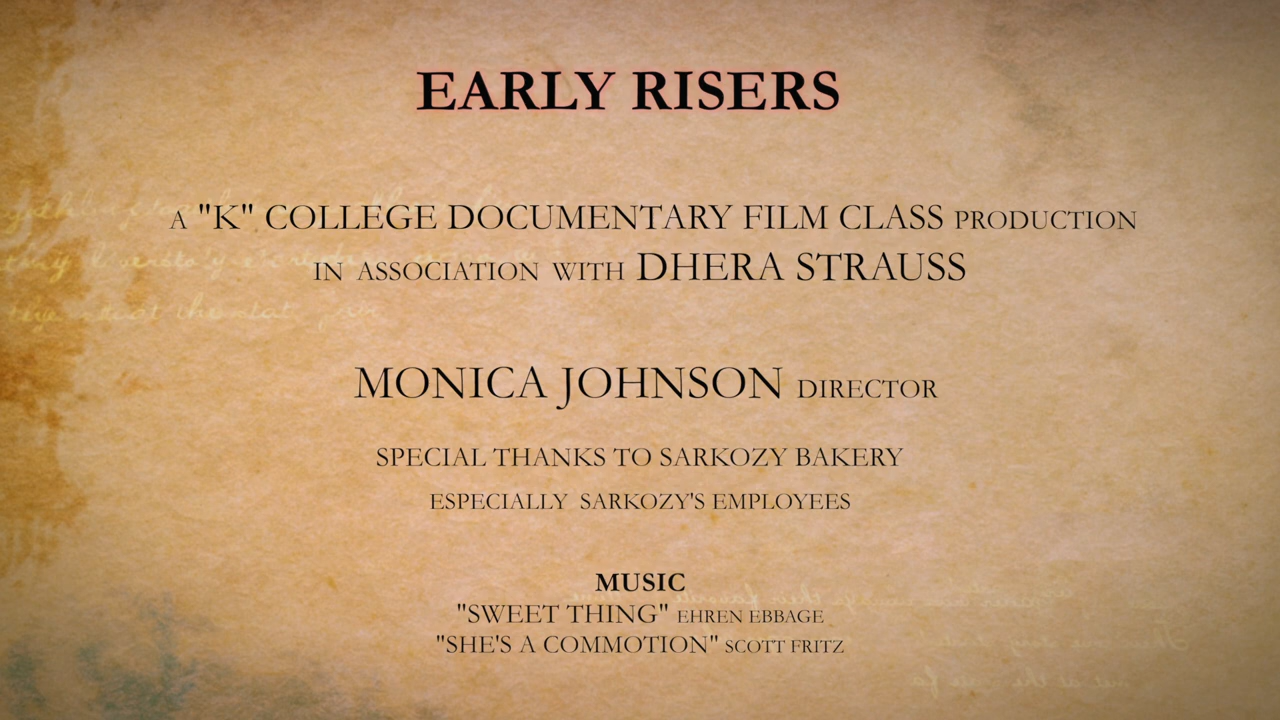 EARLY RISERS
A "K" COLLEGE DOCUMENTARY FILM CLASS PRODUCTION
IN ASSOCIATION WITH DHERA STRAUSS
MONICA JOHNSON DIRECTOR
SPECIAL THANKS TO SARKOZY BAKERY
ESPECIALLY SARKOZY'S EMPLOYEES
MUSIC
"SWEET THING" EHREN EBBAGE
"SHE'S A COMMOTION" SCOTT FRITZ